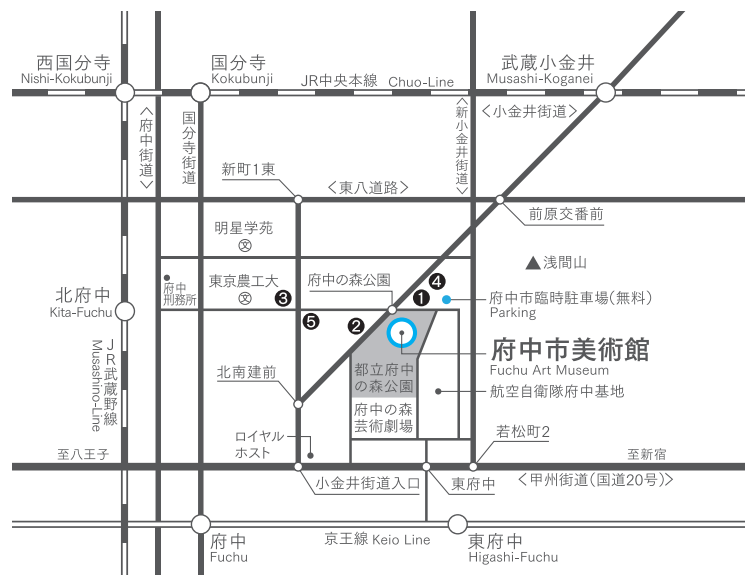 西国分寺
Nishi-Kokubunji
国分寺
Kokubunji
JR中央本線 Chuo-Line
武蔵小金井
Musashi-Koganei
〈府中街道〉
国分寺街道
〈新小金井街道〉
〈小金井街道〉
新町1東
〈東八道路〉
前原交番前
明星学苑
文
浅間山
東京農工大
文
府中
刑務所
府中の森公園
❸
❹
❶
❺
❷
府中市臨時駐車場(無料)
Parking
北府中
Kita-Fuchu
JR武蔵野線
Musashino-Line
府中市美術館
Fuchu Art Museum
都立府中
の森公園
航空自衛隊府中基地
北南建前
府中の森
芸術劇場
ロイヤル
ホスト
若松町2
至八王子
至新宿
小金井街道入口
東府中
〈甲州街道(国道20号)〉
府中
Fuchu
京王線 Keio Line
東府中
Higashi-Fuchu